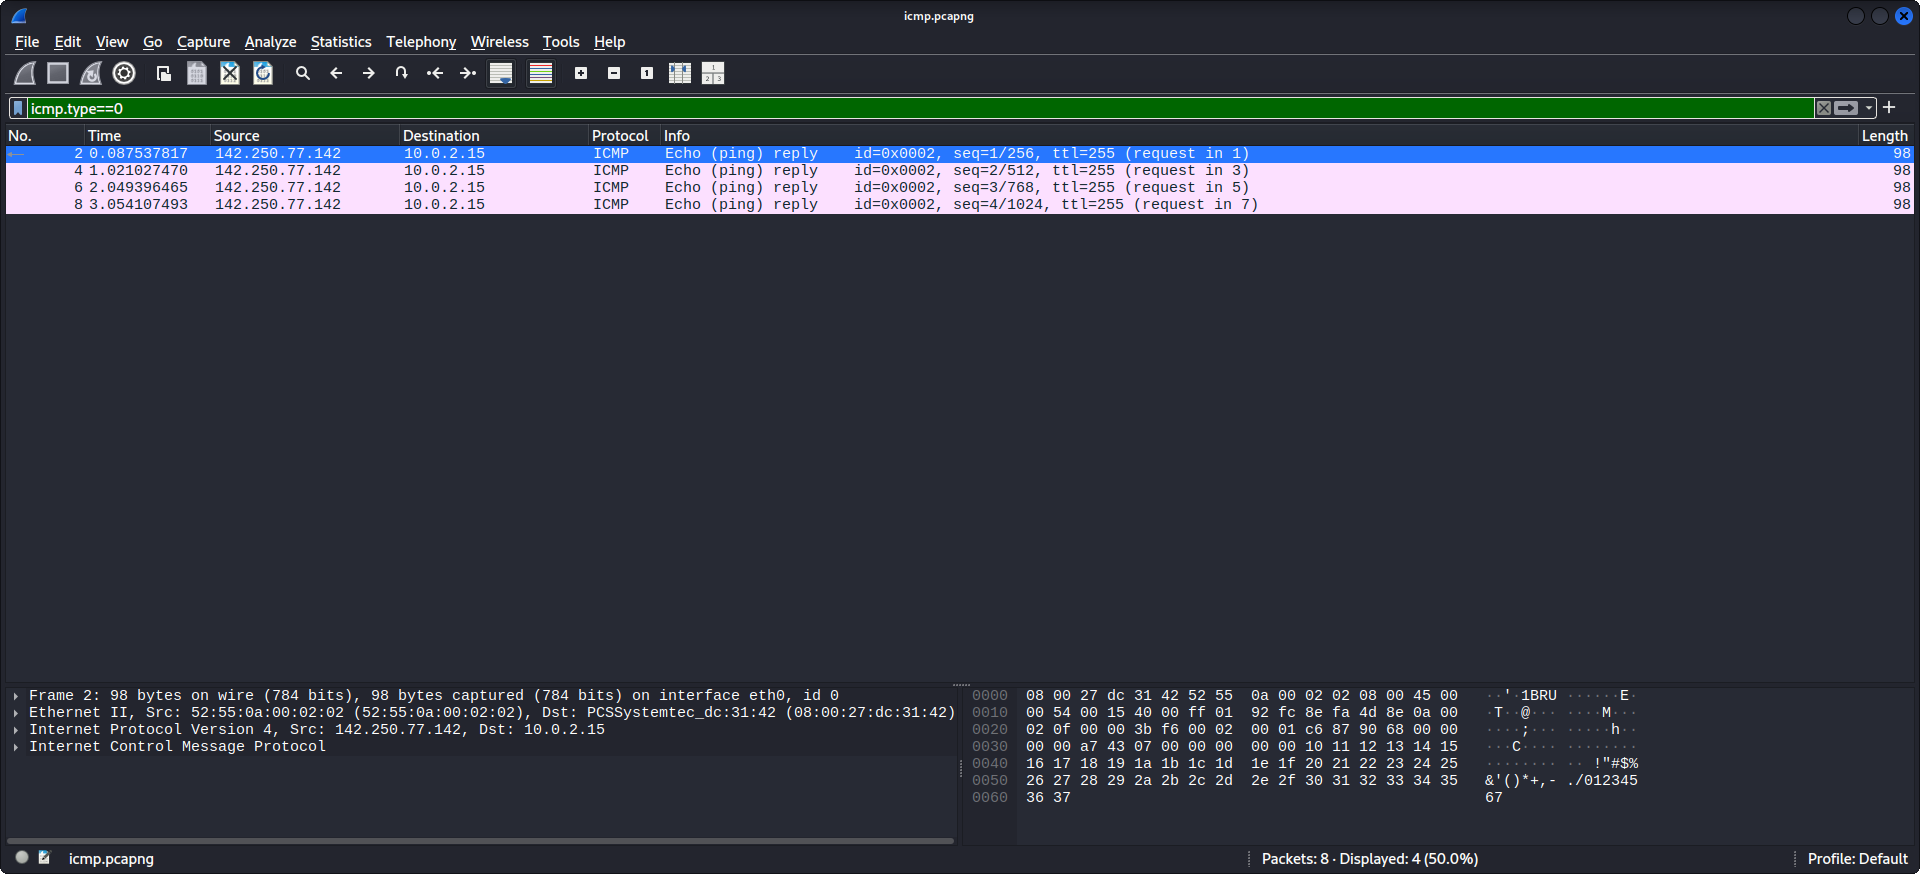 icmp.pcapng
File Edit View Go Capture Analyze Statistics Telephony Wireless Tools Help
icmp.type==0
No. Time Source Destination Protocol Info Length
2 0.087537817 142.250.77.142 10.0.2.15 ICMP Echo (ping) reply id=0x0002, seq=1/256, ttl=255 (request in 1) 98
4 1.021027470 142.250.77.142 10.0.2.15 ICMP Echo (ping) reply id=0x0002, seq=2/512, ttl=255 (request in 3) 98
6 2.049396465 142.250.77.142 10.0.2.15 ICMP Echo (ping) reply id=0x0002, seq=3/768, ttl=255 (request in 5) 98
8 3.054107493 142.250.77.142 10.0.2.15 ICMP Echo (ping) reply id=0x0002, seq=4/1024, ttl=255 (request in 7) 98
Frame 2: 98 bytes on wire (784 bits), 98 bytes captured (784 bits) on interface eth0, id 0
Ethernet II, Src: 52:55:0a:00:02:02 (52:55:0a:00:02:02), Dst: PCSSystemtec_dc:31:42 (08:00:27:dc:31:42)
Internet Protocol Version 4, Src: 142.250.77.142, Dst: 10.0.2.15
Internet Control Message Protocol
0000 08 00 27 dc 31 42 52 55 0a 00 02 02 08 00 45 00 ··'·1BRU ······E·
0010 00 54 00 15 40 00 ff 01 92 fc 8e fa 4d 8e 0a 00 ·T··@··· ····M···
0020 02 0f 00 00 3b f6 00 02 00 01 c6 87 90 68 00 00 ····;··· ·····h··
0030 00 00 a7 43 07 00 00 00 00 00 10 11 12 13 14 15 ···C···· ········
0040 16 17 18 19 1a 1b 1c 1d 1e 1f 20 21 22 23 24 25 ········ ·· !"#$%
0050 26 27 28 29 2a 2b 2c 2d 2e 2f 30 31 32 33 34 35 &'()*+,- ./012345
0060 36 37 67
icmp.pcapng Packets: 8 · Displayed: 4 (50.0%) Profile: Default